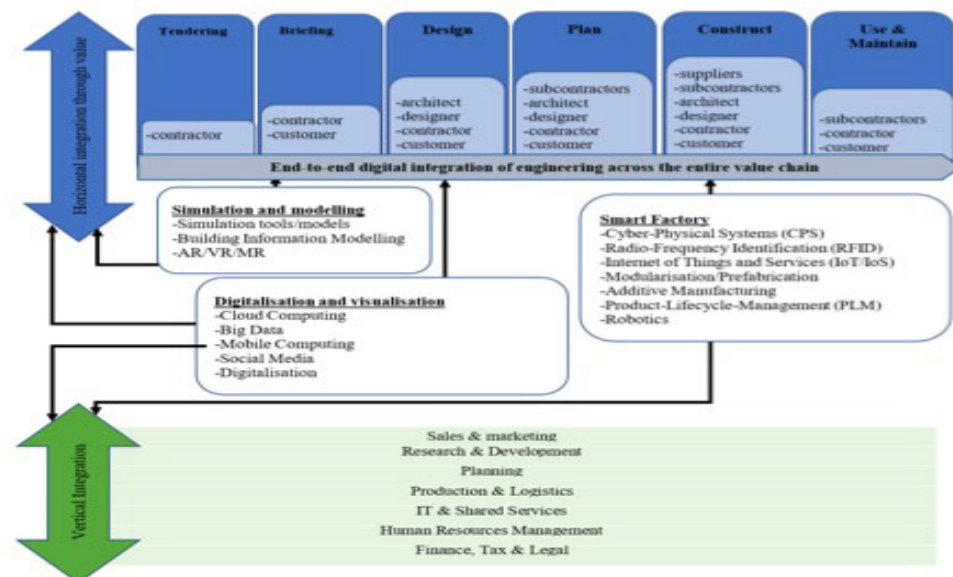 Horizontal integration through value
Tendering
-contractor
Briefing
-contractor
-customer
Design
-architect
-designer
-contractor
-customer
Plan
-subcontractors
-architect
-designer
-contractor
-customer
Construct
-suppliers
-subcontractors
-architect
-designer
-contractor
-customer
Use &
Maintain
-subcontractors
-contractor
-customer
End-to-end digital integration of engineering across the entire value chain
Simulation and modelling
-Simulation tools/models
-Building Information Modelling
-AR/VR/MR
Digitalisation and visualisation
-Cloud Computing
-Big Data
-Mobile Computing
-Social Media
-Digitalisation
Smart Factory
-Cyber-Physical Systems (CPS)
-Radio-Frequency Identification (RFID)
-Internet of Things and Services (IoT/IoS)
-Modularisation/Prefabrication
-Additive Manufacturing
-Product-Lifecycle-Management (PLM)
-Robotics
Vertical Integration
Sales & marketing
Research & Development
Planning
Production & Logistics
IT & Shared Services
Human Resources Management
Finance, Tax & Legal